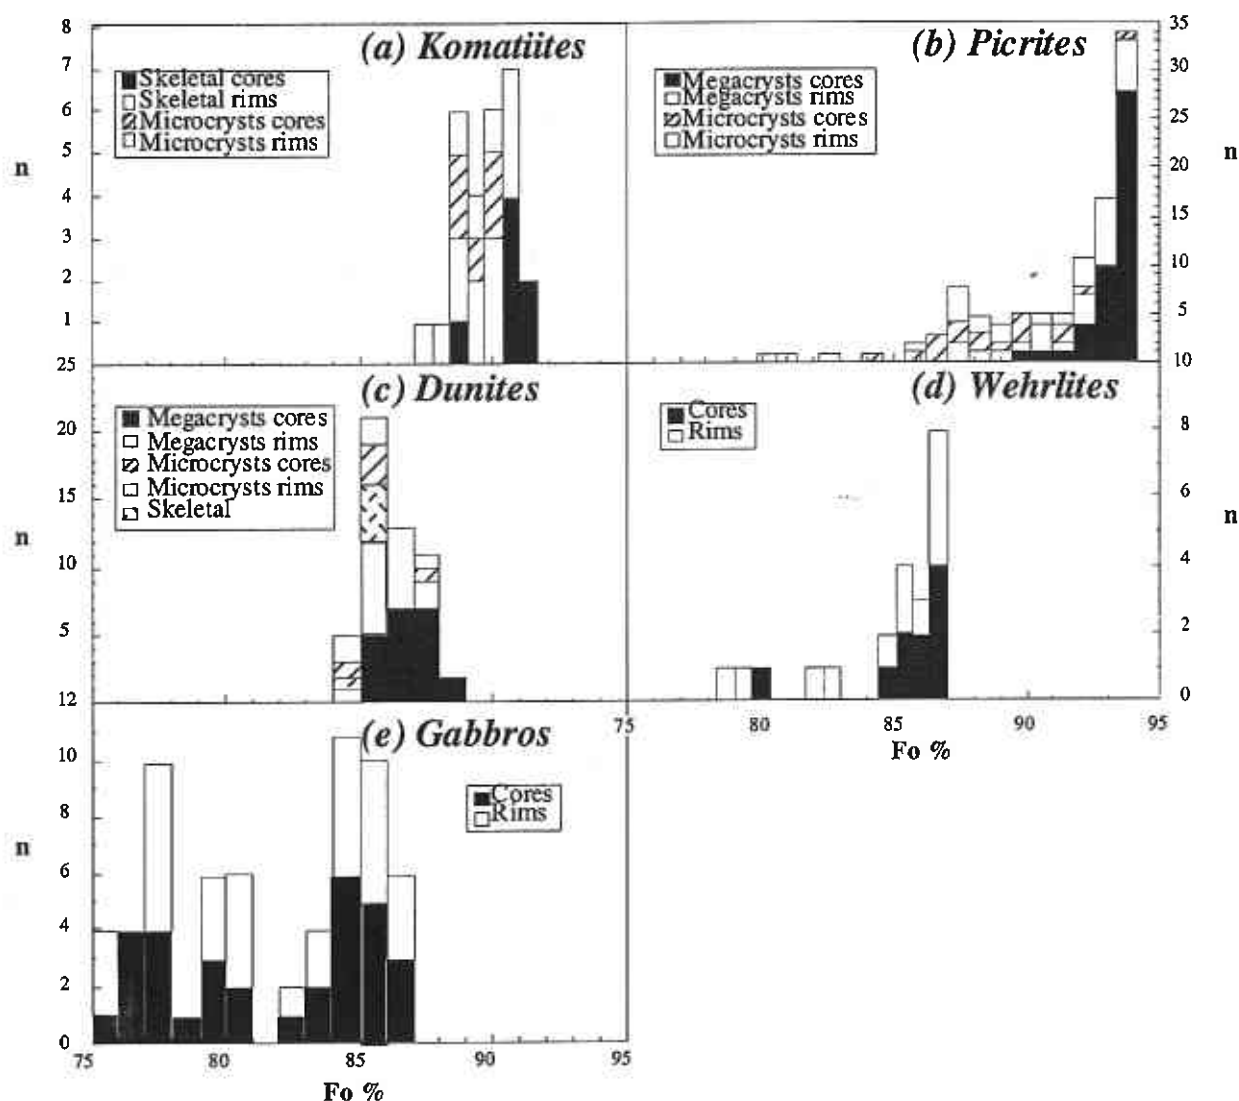 (a) Komatiites
Skeletal cores
Skeletal rims
Microcrysts cores
Microcrysts rims
8
7
6
5
4
3
2
1
n
(b) Picrites
Megacrysts cores
Megacrysts rims
Microcrysts cores
Microcrysts rims
35
30
25
20
15
10
5
10
n
(c) Dunites
Megacrysts cores
Megacrysts rims
Microcrysts cores
Microcrysts rims
Skeletal
25
20
15
10
5
12
n
(d) Wehrlites
Cores
Rims
8
6
4
2
0
n
75 80 85 90 95
Fo %
(e) Gabbros
Cores
Rims
10
8
6
4
2
0
n
75 80 85 90 95
Fo %